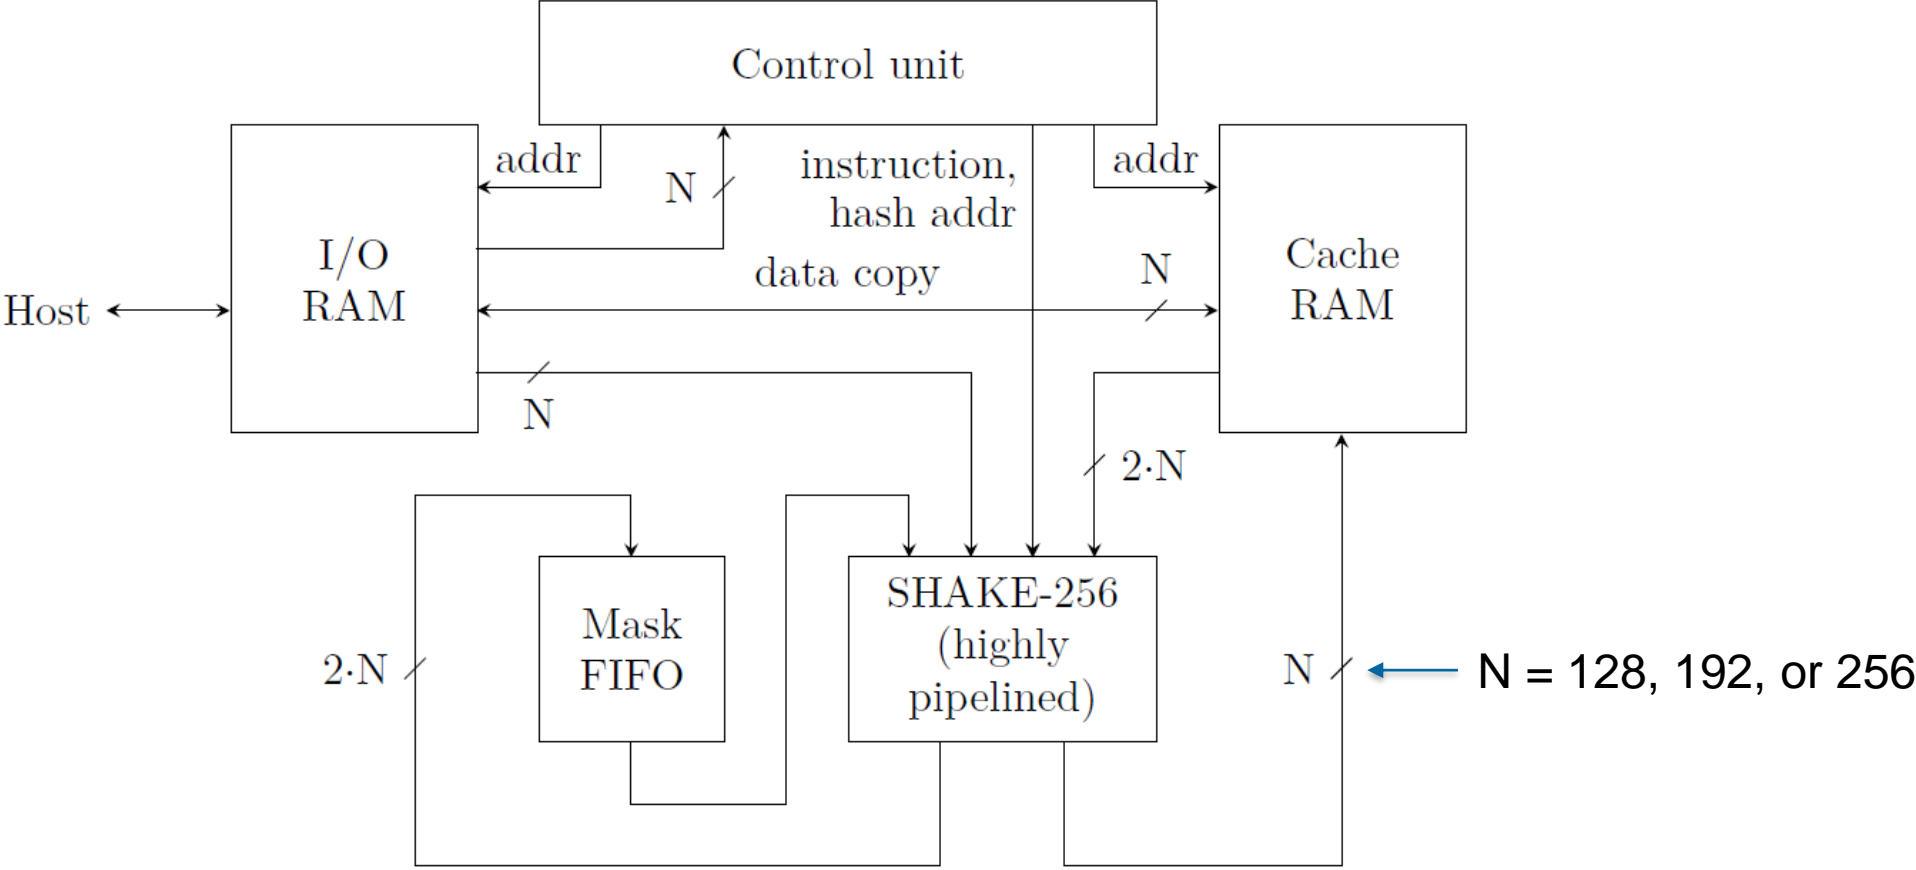 Control unit
addr
N
instruction,
hash addr
addr
I/O
RAM
Cache
RAM
data copy
N
Host
N
2·N
Mask
FIFO
SHAKE-256
(highly
pipelined)
2·N
N
N = 128, 192, or 256